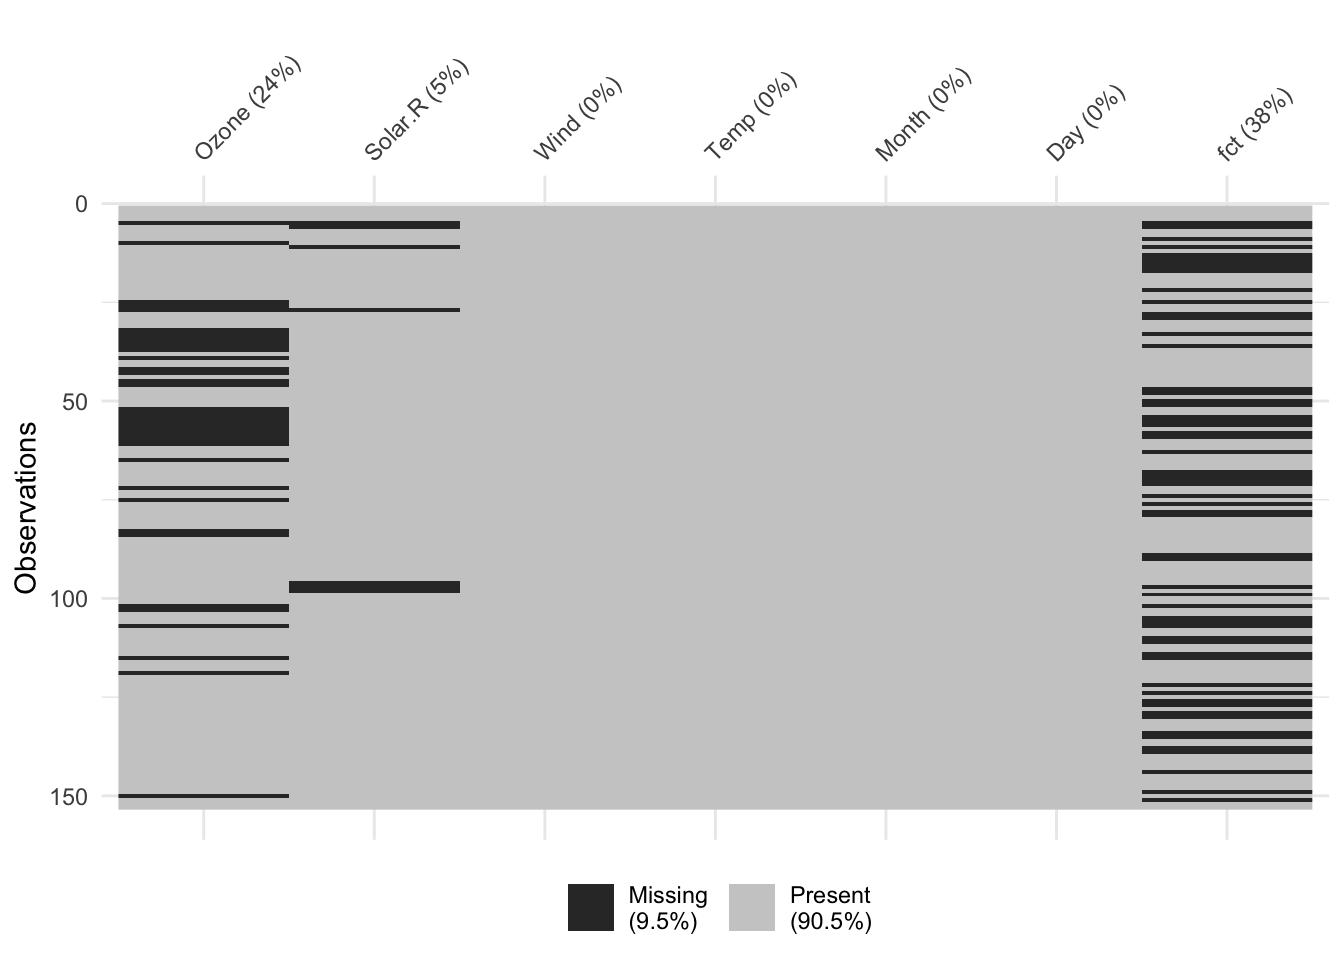 Ozone (24%)
Solar.R (5%)
Wind (0%)
Temp (0%)
Month (0%)
Day (0%)
fct (38%)
0
50
100
150
Observations
Missing
(9.5%)
Present
(90.5%)